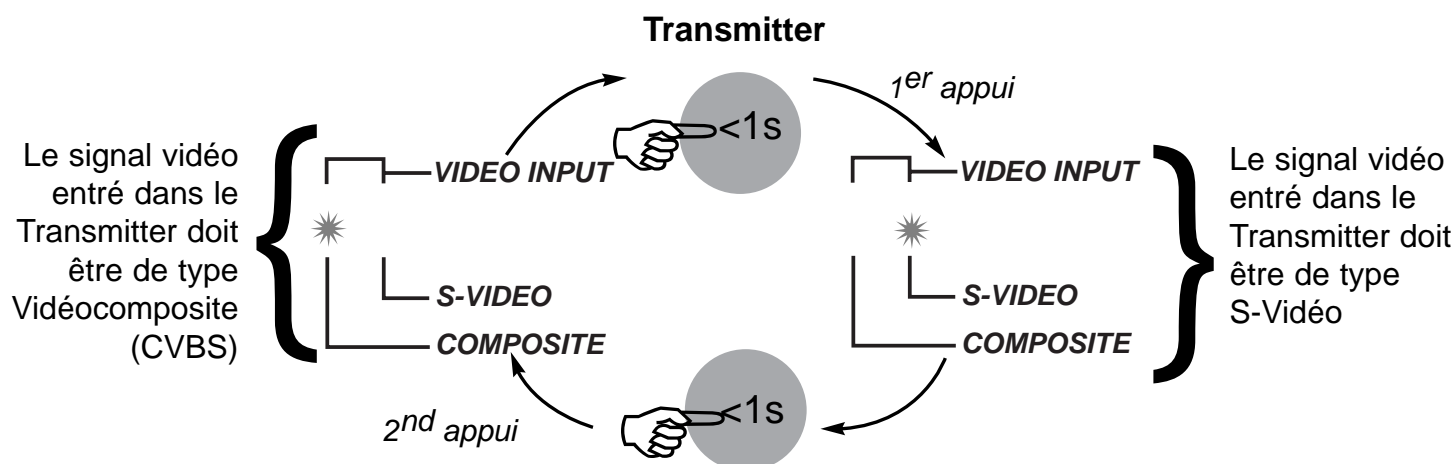 Transmitter
1er appui
<1s
Le signal vidéo
entré dans le
Transmitter doit
être de type
Vidéocomposite
(CVBS)
VIDEO INPUT
S-VIDEO
COMPOSITE
VIDEO INPUT
S-VIDEO
COMPOSITE
Le signal vidéo
entré dans le
Transmitter doit
être de type
S-Vidéo
2nd appui
<1s